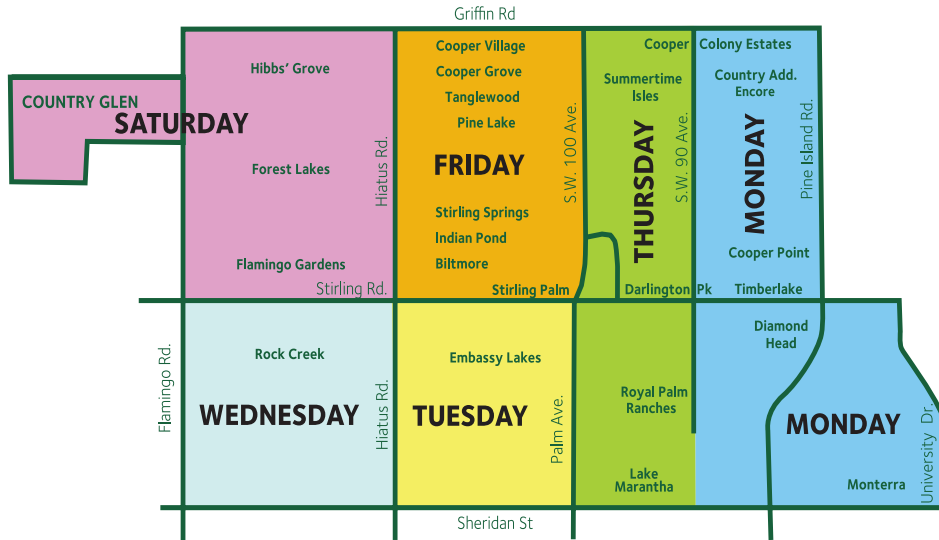 Griffin Rd
COUNTRY GLEN
SATURDAY
Hibbs' Grove
Forest Lakes
Flamingo Gardens
Stirling Rd.
Hiatus Rd.
Cooper Village
Cooper Grove
Tanglewood
Pine Lake
FRIDAY
Stirling Springs
Indian Pond
Biltmore
Stirling Palm
S.W. 100 Ave.
Cooper Colony Estates
Summertime
Isles
THURSDAY
S.W. 90 Ave.
Country Add.
Encore
MONDAY
Pine Island Rd.
Cooper Point
Darlington Pk
Timberlake
Flamingo Rd.
Rock Creek
WEDNESDAY
Hiatus Rd.
Embassy Lakes
TUESDAY
Palm Ave.
Royal Palm
Ranches
Lake
Marantha
Diamond
Head
MONDAY
Monterra
University Dr.
Sheridan St